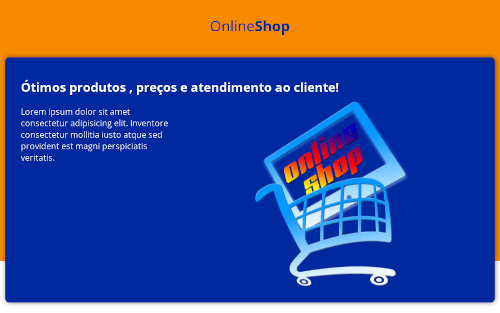 OnlineShop
Ótimos produtos , preços e atendimento ao cliente!
Lorem ipsum dolor sit amet
consectetur adipisicing elit. Inventore
consectetur mollitia iusto atque sed
provident est magni perspiciatis
veritatis.
online
shop